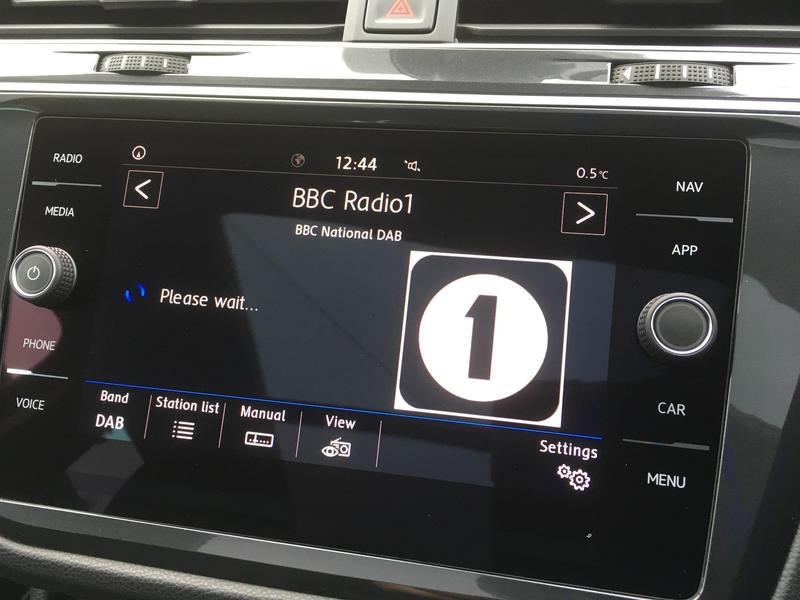 RADIO
MEDIA
PHONE
VOICE
12:44
0.5°C
BBC Radio1
BBC National DAB
Please wait...
1
Band
DAB
Station list
Manual
View
Settings
NAV
APP
CAR
MENU